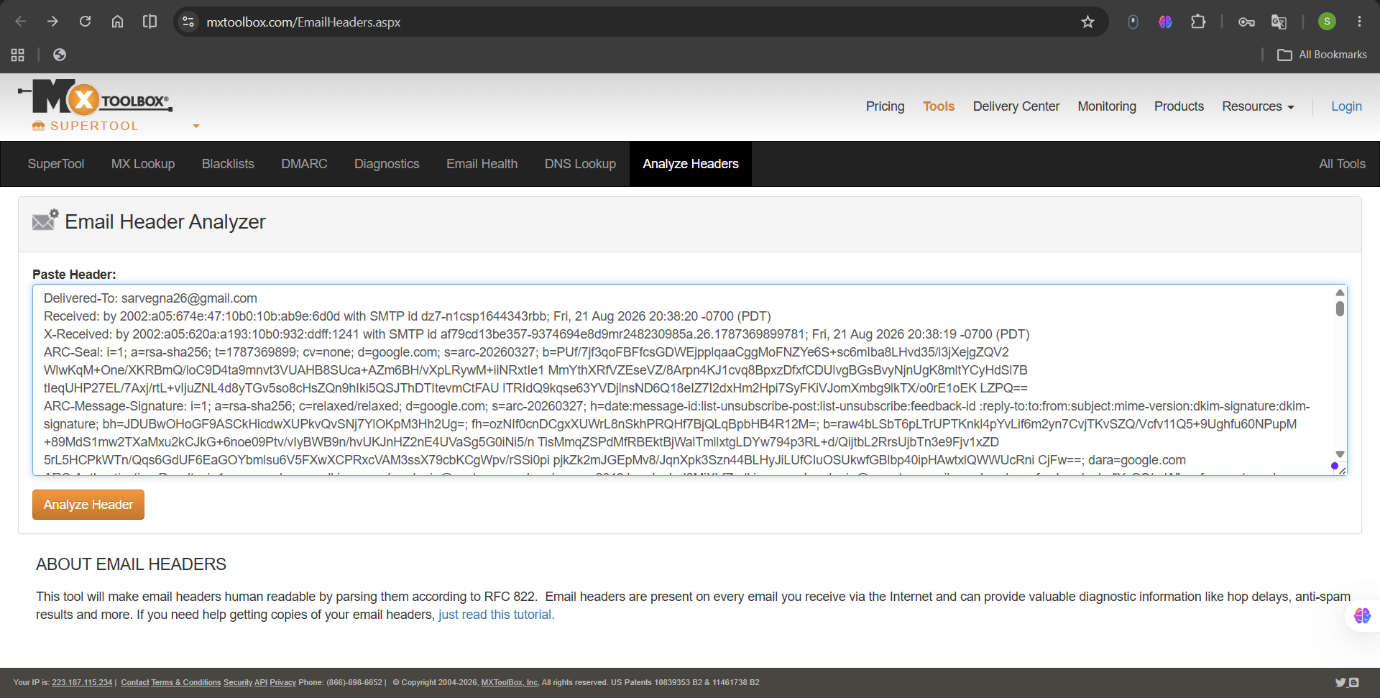 mxtoolbox.com/EmailHeaders.aspx
S
All Bookmarks
MX TOOLBOX®
SUPERTOOL
Pricing Tools Delivery Center Monitoring Products Resources Login
SuperTool MX Lookup Blacklists DMARC Diagnostics Email Health DNS Lookup Analyze Headers All Tools
Email Header Analyzer
Paste Header:
Delivered-To: sarvegna26@gmail.com
Received: by 2002:a05:674e:47:10b0:10b:ab9e:6d0d with SMTP id dz7-n1csp1644343rbb; Fri, 21 Aug 2026 20:38:20 -0700 (PDT)
X-Received: by 2002:a05:620a:a193:10b0:932:ddff:1241 with SMTP id af79cd13be357-9374694e8d9mr248230985a.26.1787369899781; Fri, 21 Aug 2026 20:38:19 -0700 (PDT)
ARC-Seal: i=1; a=rsa-sha256; t=1787369899; cv=none; d=google.com; s=arc-20260327;
ARC-Message-Signature: i=1; a=rsa-sha256; c=relaxed/relaxed; d=google.com; s=arc-20260327; h=date:message-id:list-unsubscribe-post:list-unsubscribe:feedback-id :reply-to:to:from:subject:mime-version:dkim-signature:dkim-
signature;
dara=google.com
Analyze Header
ABOUT EMAIL HEADERS
This tool will make email headers human readable by parsing them according to RFC 822. Email headers are present on every email you receive via the Internet and can provide valuable diagnostic information like hop delays, anti-spam
results and more. If you need help getting copies of your email headers, just read this tutorial.
Your IP is: 223.187.115.234 | Contact Terms & Conditions Security API Privacy Phone: (866)-698-6652 | © Copyright 2004-2026, MXToolBox, Inc, All rights reserved. US Patents 10839353 B2 & 11461738 B2